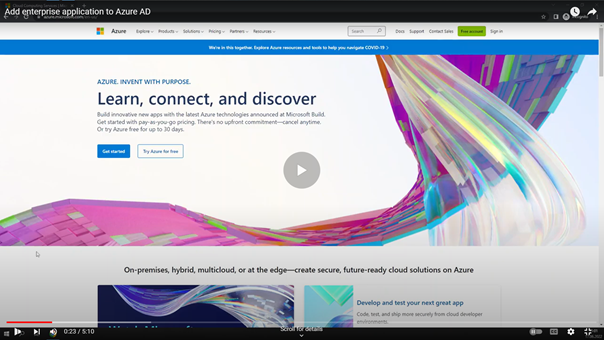 Add enterprise application to Azure AD
Microsoft Azure Explore Products Solutions Pricing Partners Resources Search Docs Support Contact Sales Free account Sign in
We're in this together. Explore Azure resources and tools to help you navigate COVID-19
AZURE. INVENT WITH PURPOSE.
Learn, connect, and discover
Build innovative new apps with the latest Azure technologies announced at Microsoft Build.
Get started with pay-as-you-go pricing. There's no upfront commitment—cancel anytime.
Or try Azure free for up to 30 days.
Get started Try Azure for free
On-premises, hybrid, multicloud, or at the edge—create secure, future-ready cloud solutions on Azure
Develop and test your next great app
Code, test, and ship more securely from cloud developer
environments.
0:23 / 5:10
Scroll for details